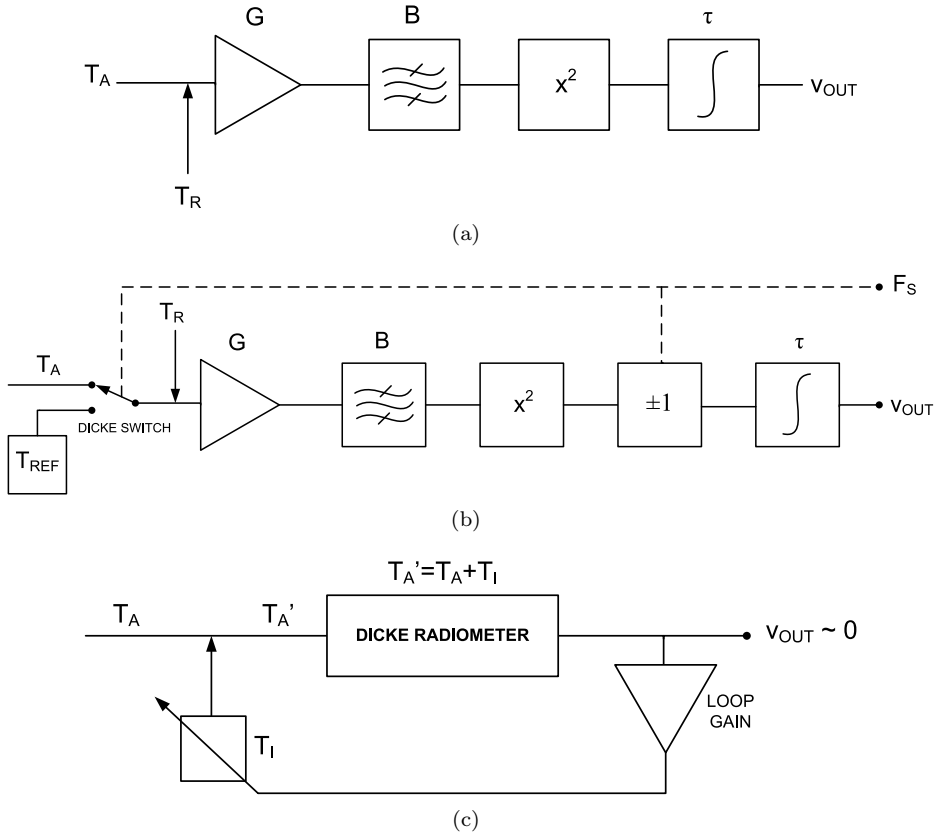 G B τ
T_A x² v_OUT
T_R
(a)
F_S
T_R
G B τ
T_A
x² ±1 v_OUT
DICKE SWITCH
T_REF
(b)
T_A'=T_A+T_I
T_A T_A' DICKE RADIOMETER v_OUT ~ 0
LOOP
GAIN
T_I
(c)